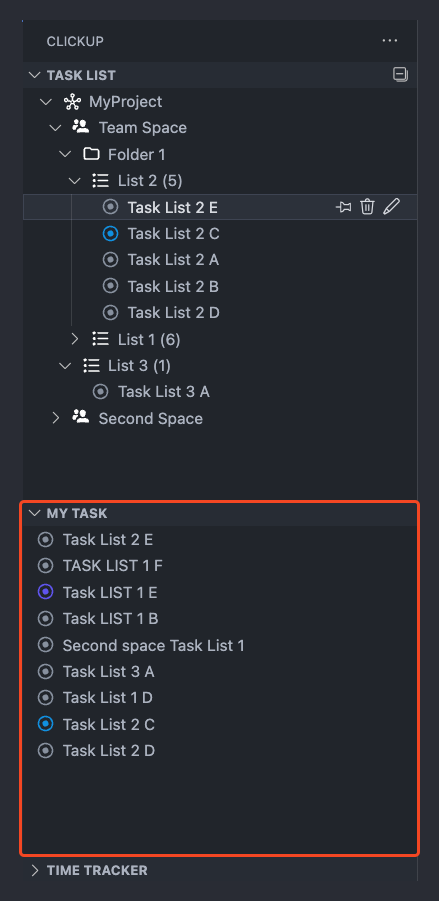 CLICKUP
TASK LIST
MyProject
Team Space
Folder 1
List 2 (5)
Task List 2 E
Task List 2 C
Task List 2 A
Task List 2 B
Task List 2 D
List 1 (6)
List 3 (1)
Task List 3 A
Second Space
MY TASK
Task List 2 E
TASK LIST 1 F
Task LIST 1 E
Task LIST 1 B
Second space Task List 1
Task List 3 A
Task List 1 D
Task List 2 C
Task List 2 D
TIME TRACKER